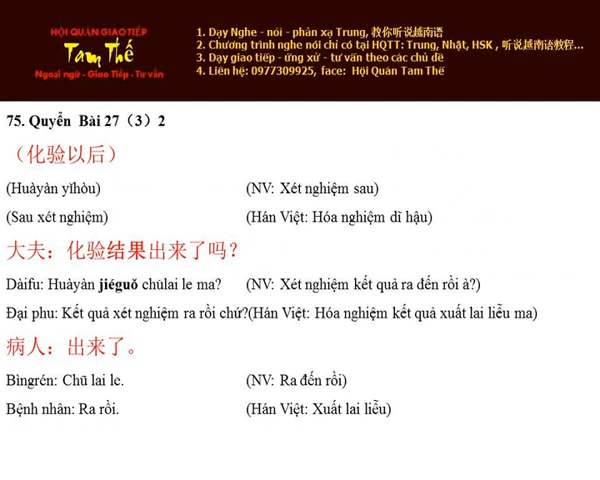 HỘI QUÁN GIAO TIẾP
Tam Thế
Ngoại ngữ - Giao Tiếp - Tư vấn
1. Dạy Nghe - nói - phản xạ Trung, 教你听说越南语
2. Chương trình nghe nói chỉ có tại HQTT: Trung, Nhật, HSK , 听说越南语教程...
3. Dạy giao tiếp - ứng xử - tư vấn theo các chủ đề
4. Liên hệ: 0977309925, face: Hội Quán Tam Thế
75. Quyển Bài 27（3）2
（化验以后）
(Huàyàn yǐhòu) (NV: Xét nghiệm sau)
(Sau xét nghiệm) (Hán Việt: Hóa nghiệm dĩ hậu)
大夫：化验结果出来了吗？
Dàifu: Huàyàn jiéguǒ chūlai le ma? (NV: Xét nghiệm kết quả ra đến rồi à?)
Đại phu: Kết quả xét nghiệm ra rồi chứ?(Hán Việt: Hóa nghiệm kết quả xuất lai liễu ma)
病人：出来了。
Bìngrén: Chū lai le. (NV: Ra đến rồi)
Bệnh nhân: Ra rồi. (Hán Việt: Xuất lai liễu)